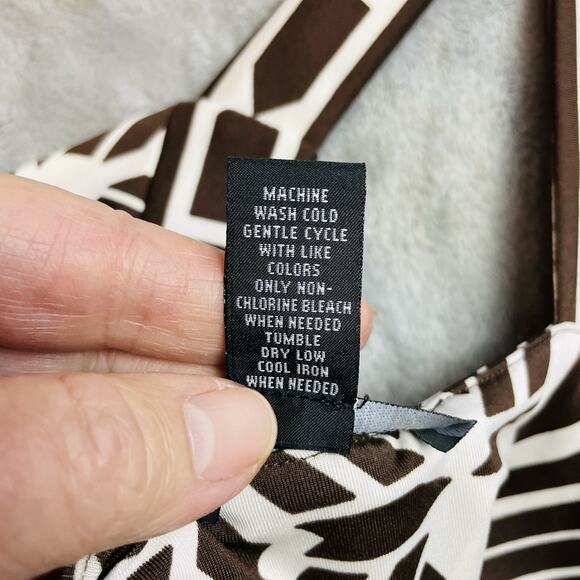 MACHINE
WASH COLD
GENTLE CYCLE
WITH LIKE
COLORS
ONLY NON-
CHLORINE BLEACH
WHEN NEEDED
TUMBLE
DRY LOW
COOL IRON
WHEN NEEDED